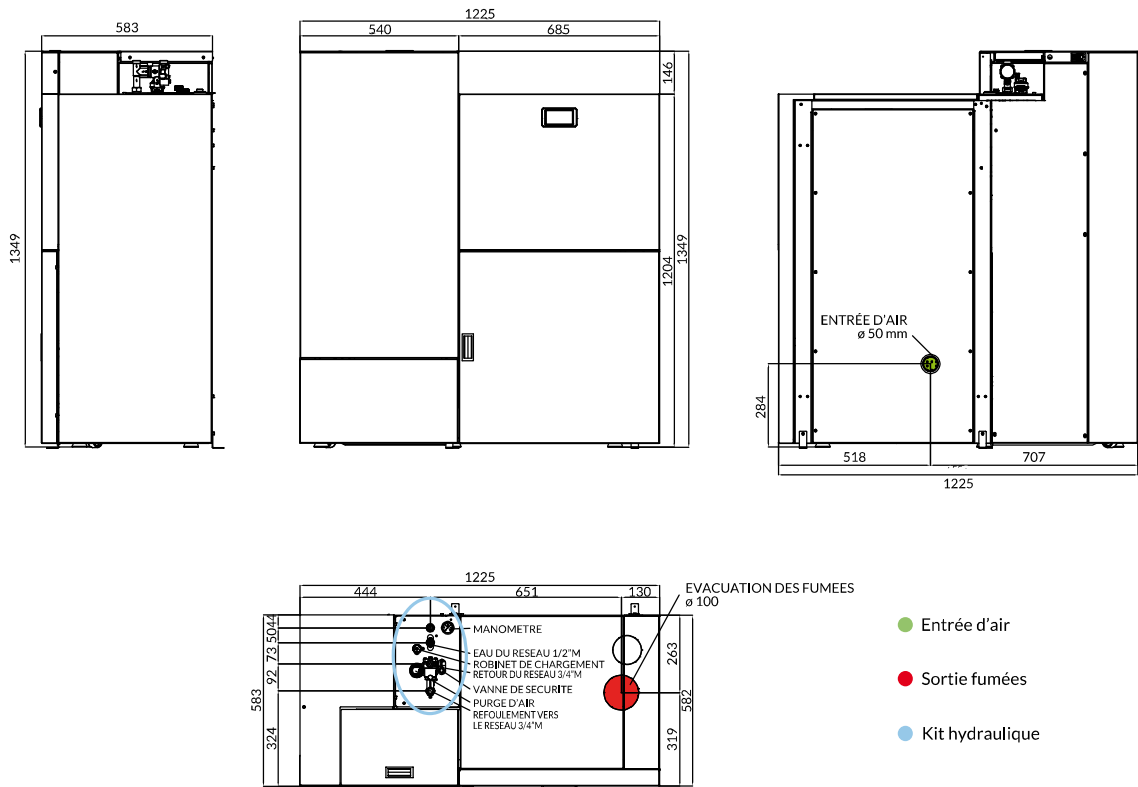 583
1349
1225
540
685
146
1204
1349
ENTRÉE D'AIR
ø 50 mm
284
518
707
1225
1225
444
651
130
44
50
73
92
324
583
MANOMETRE
EAU DU RESEAU 1/2"M
ROBINET DE CHARGEMENT
RETOUR DU RESEAU 3/4"M
VANNE DE SECURITE
PURGE D'AIR
REFOULEMENT VERS
LE RESEAU 3/4"M
EVACUATION DES FUMEES
ø 100
263
319
582
Entrée d'air
Sortie fumées
Kit hydraulique